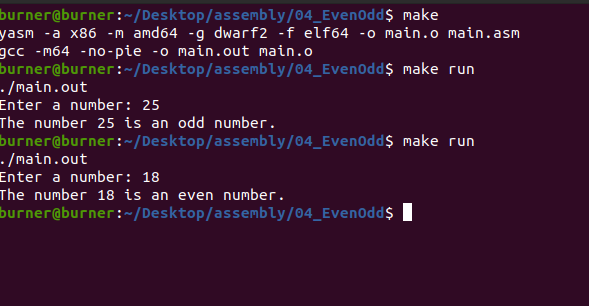 burner@burner:~/Desktop/assembly/04_EvenOdd$ make
yasm -a x86 -m amd64 -g dwarf2 -f elf64 -o main.o main.asm
gcc -m64 -no-pie -o main.out main.o
burner@burner:~/Desktop/assembly/04_EvenOdd$ make run
./main.out
Enter a number: 25
The number 25 is an odd number.
burner@burner:~/Desktop/assembly/04_EvenOdd$ make run
./main.out
Enter a number: 18
The number 18 is an even number.
burner@burner:~/Desktop/assembly/04_EvenOdd$